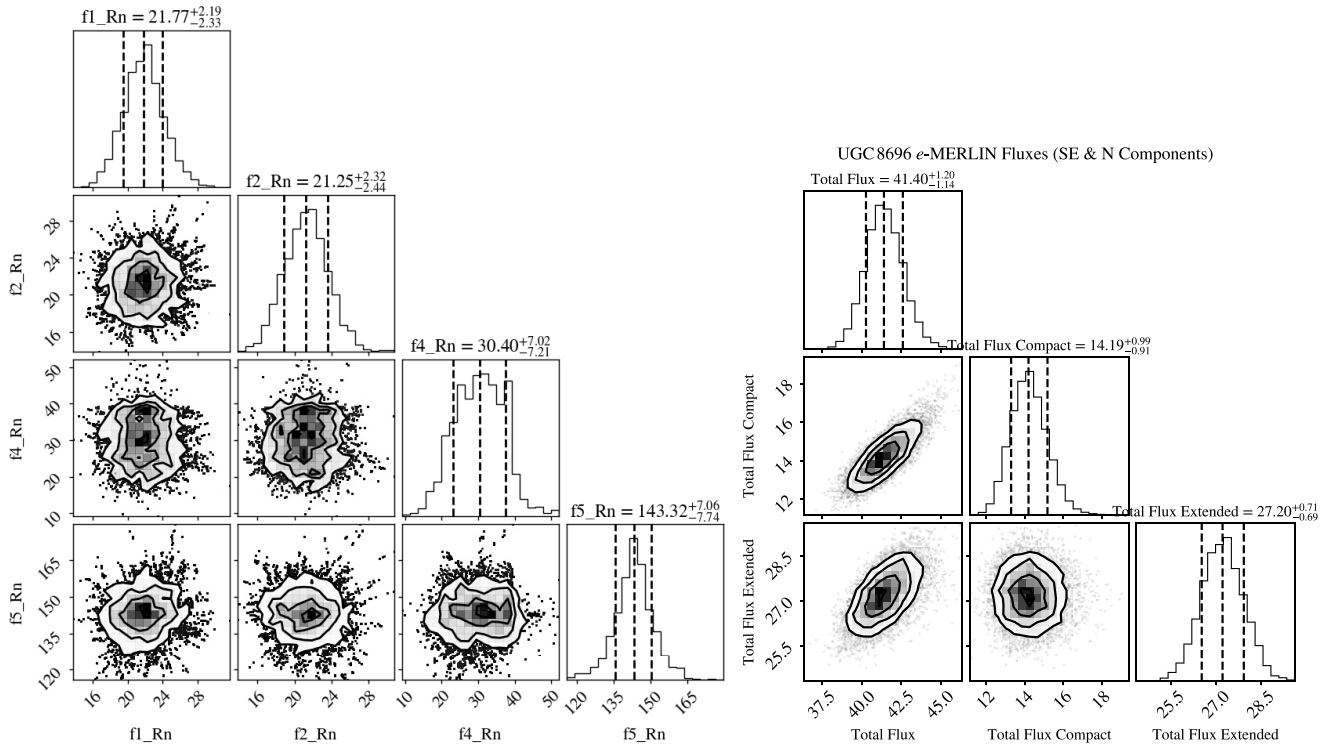 f1_Rn = 21.77+2.19 −2.33
f2_Rn = 21.25+2.32 −2.44
28
24
20
16
f2_Rn
f4_Rn = 30.40+7.02 −7.21
50
40
30
20
10
f4_Rn
f5_Rn = 143.32+7.06 −7.74
165
150
135
120
f5_Rn
16 20 24 28
16 20 24 28
10 20 30 40 50
120 135 150 165
f1_Rn f2_Rn f4_Rn f5_Rn
UGC 8696 e-MERLIN Fluxes (SE & N Components)
Total Flux = 41.40+1.20 −1.14
Total Flux Compact = 14.19+0.99 −0.91
18
16
14
12
Total Flux Compact
Total Flux Extended = 27.20+0.71 −0.69
28.5
27.0
25.5
Total Flux Extended
37.5 40.0 42.5 45.0
12 14 16 18
25.5 27.0 28.5
Total Flux Total Flux Compact Total Flux Extended